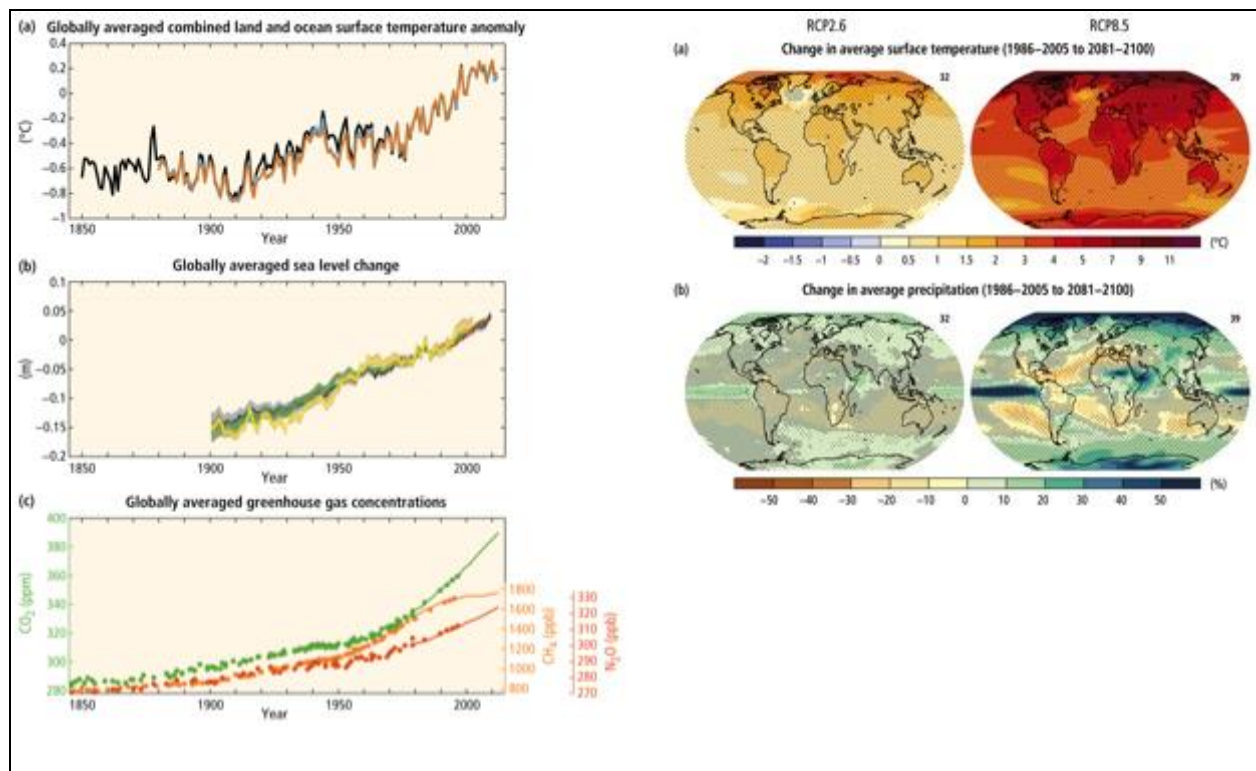 (a) Globally averaged combined land and ocean surface temperature anomaly
0.4
0.2
0
−0.2
−0.4
−0.6
−0.8
−1
(°C)
1850 1900 1950 2000
Year
(b) Globally averaged sea level change
0.1
0.05
0
−0.05
−0.1
−0.15
−0.2
(m)
1850 1900 1950 2000
Year
(c) Globally averaged greenhouse gas concentrations
400
380
360
340
320
300
280
CO2 (ppm)
1800
1600
1400
1200
1000
800
CH4 (ppb)
330
320
310
300
290
280
270
N2O (ppb)
1850 1900 1950 2000
Year
RCP2.6 RCP8.5
(a) Change in average surface temperature (1986–2005 to 2081–2100)
32 39
(°C)
−2 −1.5 −1 −0.5 0 0.5 1 1.5 2 3 4 5 7 9 11
(b) Change in average precipitation (1986–2005 to 2081–2100)
32 39
(%)
−50 −40 −30 −20 −10 0 10 20 30 40 50